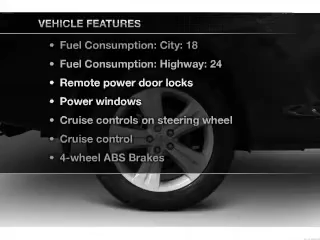 VEHICLE FEATURES
• Fuel Consumption: City: 18
• Fuel Consumption: Highway: 24
• Remote power door locks
• Power windows
• Cruise controls on steering wheel
• Cruise control
• 4-wheel ABS Brakes